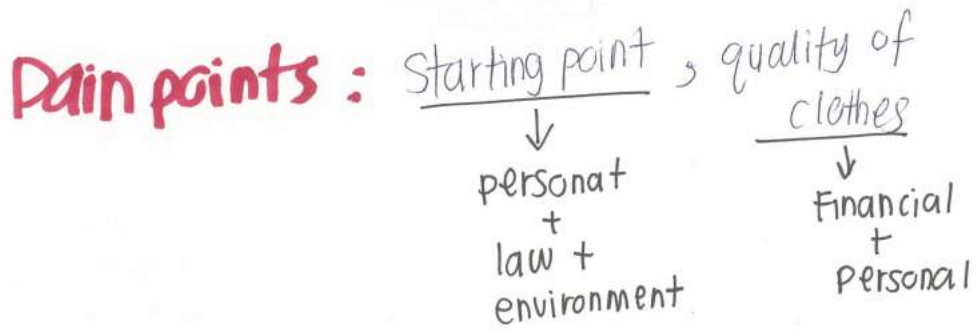 Pain points : Starting point , quality of
clothes
↓
personal
+
law +
environment
↓
Financial
+
Personal